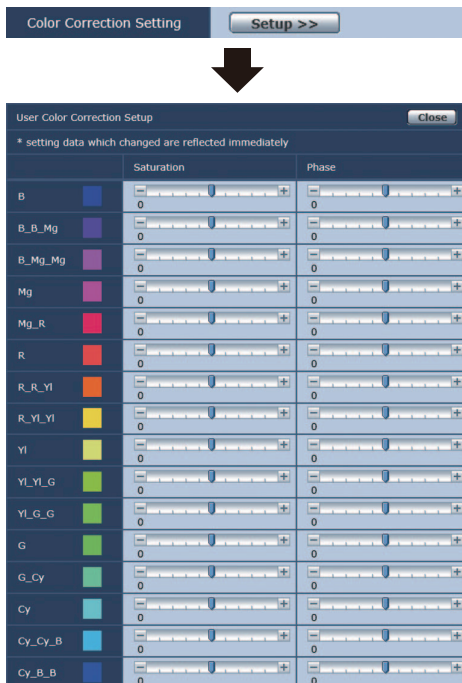 Color Correction Setting Setup >>
User Color Correction Setup Close
* setting data which changed are reflected immediately
Saturation Phase
B − + − +
0 0
B_B_Mg − + − +
0 0
B_Mg_Mg − + − +
0 0
Mg − + − +
0 0
Mg_R − + − +
0 0
R − + − +
0 0
R_R_Yl − + − +
0 0
R_Yl_Yl − + − +
0 0
Yl − + − +
0 0
Yl_Yl_G − + − +
0 0
Yl_G_G − + − +
0 0
G − + − +
0 0
G_Cy − + − +
0 0
Cy − + − +
0 0
Cy_Cy_B − + − +
0 0
Cy_B_B − + − +
0 0